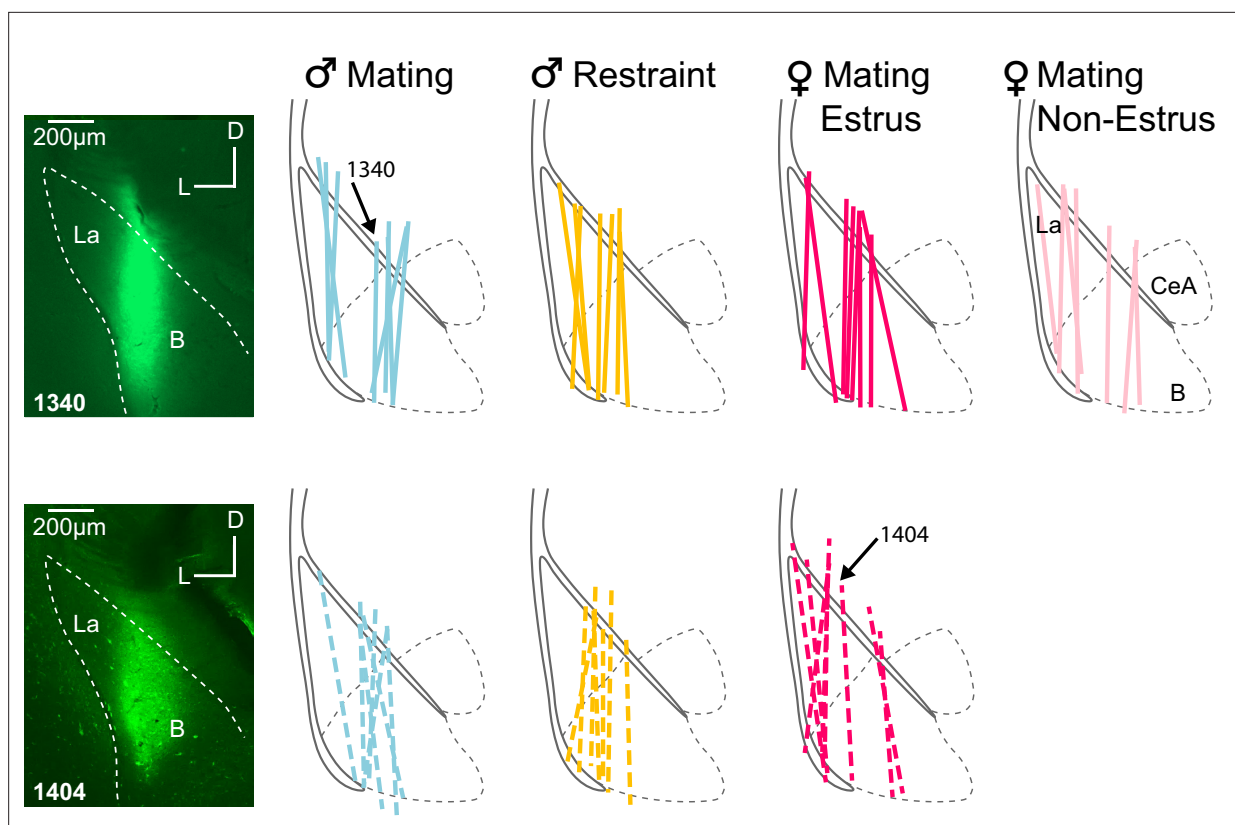 ♂ Mating
♂ Restraint
♀ Mating
Estrus
♀ Mating
Non-Estrus
200µm
D
L
La
B
1340
1340
La
CeA
B
200µm
D
L
La
B
1404
1404